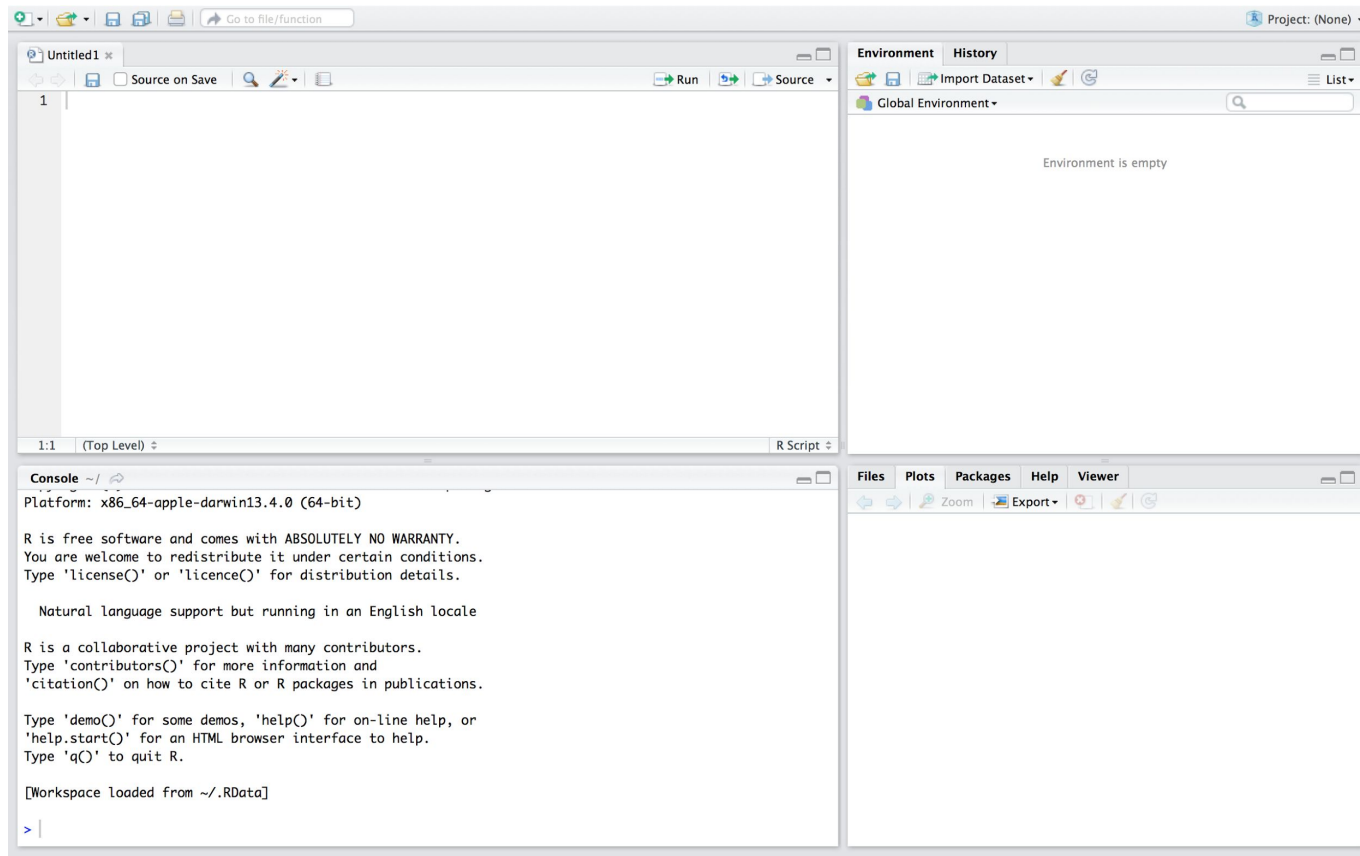 Go to file/function
Project: (None)
Untitled1
Source on Save
Run
Source
1
1:1 (Top Level)
R Script
Environment History
Import Dataset
List
Global Environment
Environment is empty
Console ~/
Platform: x86_64-apple-darwin13.4.0 (64-bit)
R is free software and comes with ABSOLUTELY NO WARRANTY.
You are welcome to redistribute it under certain conditions.
Type 'license()' or 'licence()' for distribution details.
Natural language support but running in an English locale
R is a collaborative project with many contributors.
Type 'contributors()' for more information and
'citation()' on how to cite R or R packages in publications.
Type 'demo()' for some demos, 'help()' for on-line help, or
'help.start()' for an HTML browser interface to help.
Type 'q()' to quit R.
[Workspace loaded from ~/.RData]
>
Files Plots Packages Help Viewer
Zoom Export